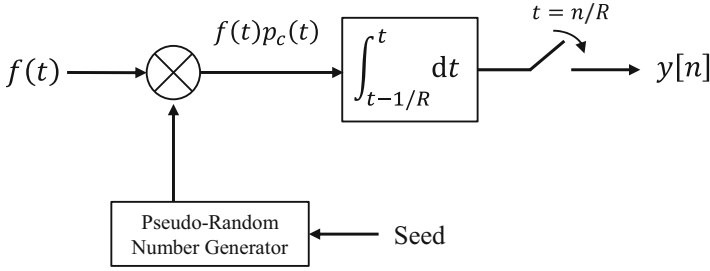 t = n/R
f(t)p_c(t)
f(t)
∫_{t−1/R}^{t} dt
y[n]
Pseudo-Random
Number Generator
Seed